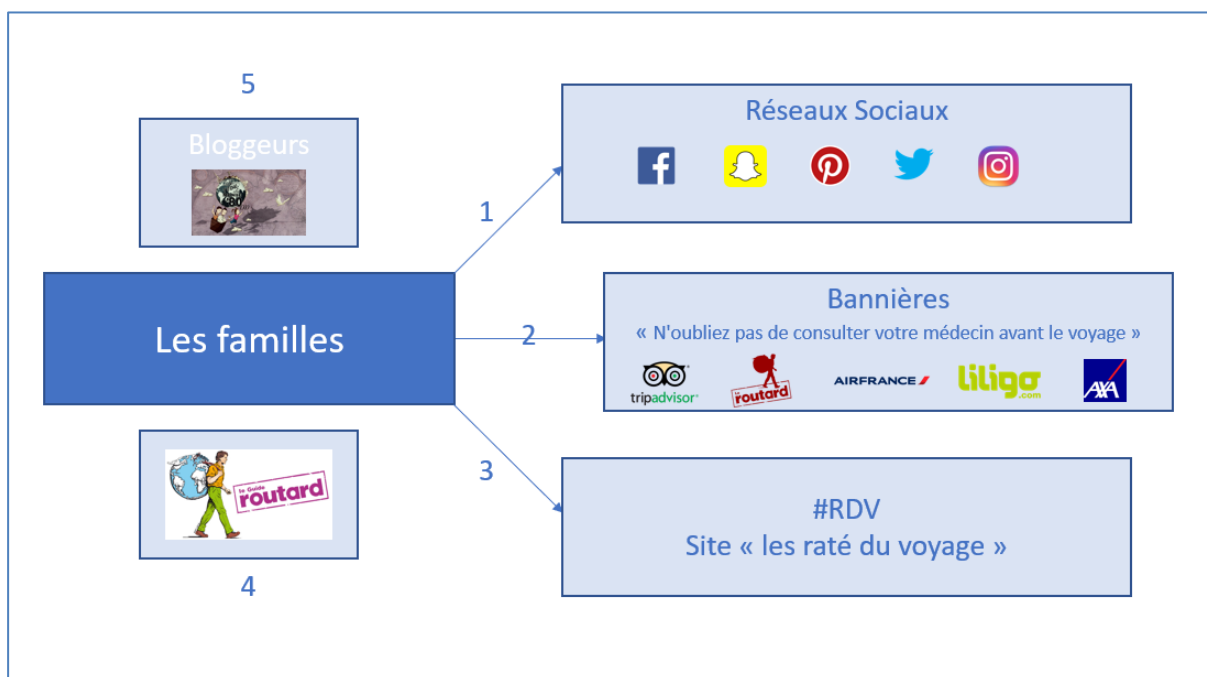 5
Bloggeurs
Réseaux Sociaux
1
Les familles
2
Bannières
« N'oubliez pas de consulter votre médecin avant le voyage »
tripadvisor
routard
AIRFRANCE
liligo
.com
AXA
3
#RDV
Site « les raté du voyage »
Le Guide
routard
4